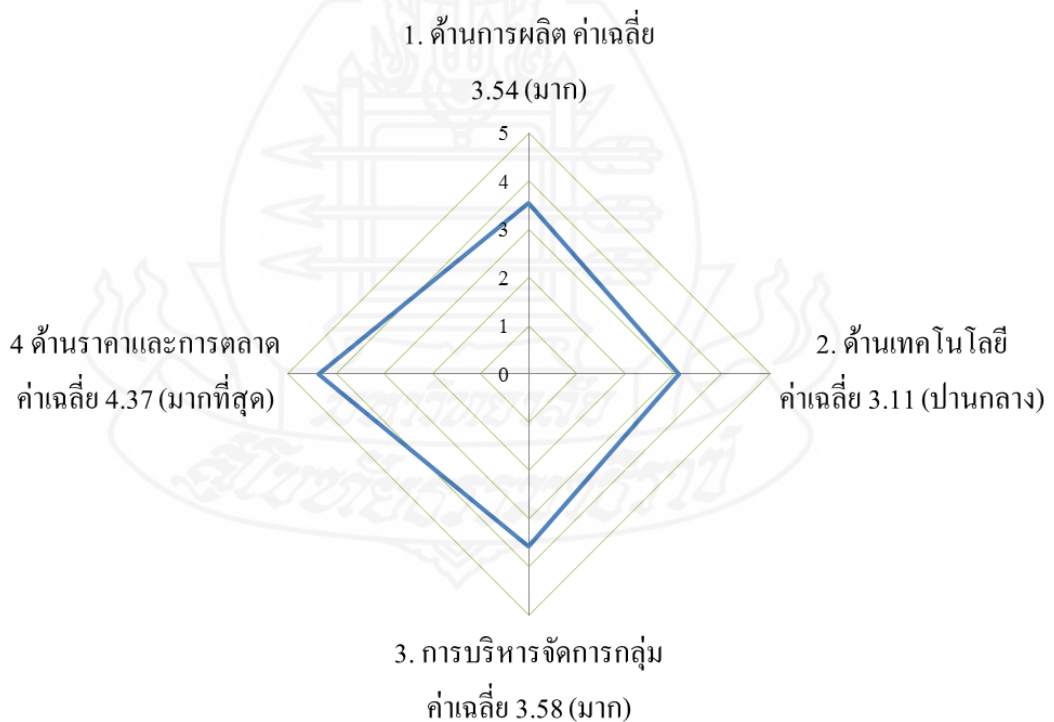 1. ด้านการผลิต ค่าเฉลี่ย
3.54 (มาก)
5
4
3
2
1
0
4 ด้านราคาและการตลาด
ค่าเฉลี่ย 4.37 (มากที่สุด)
2. ด้านเทคโนโลยี
ค่าเฉลี่ย 3.11 (ปานกลาง)
3. การบริหารจัดการกลุ่ม
ค่าเฉลี่ย 3.58 (มาก)